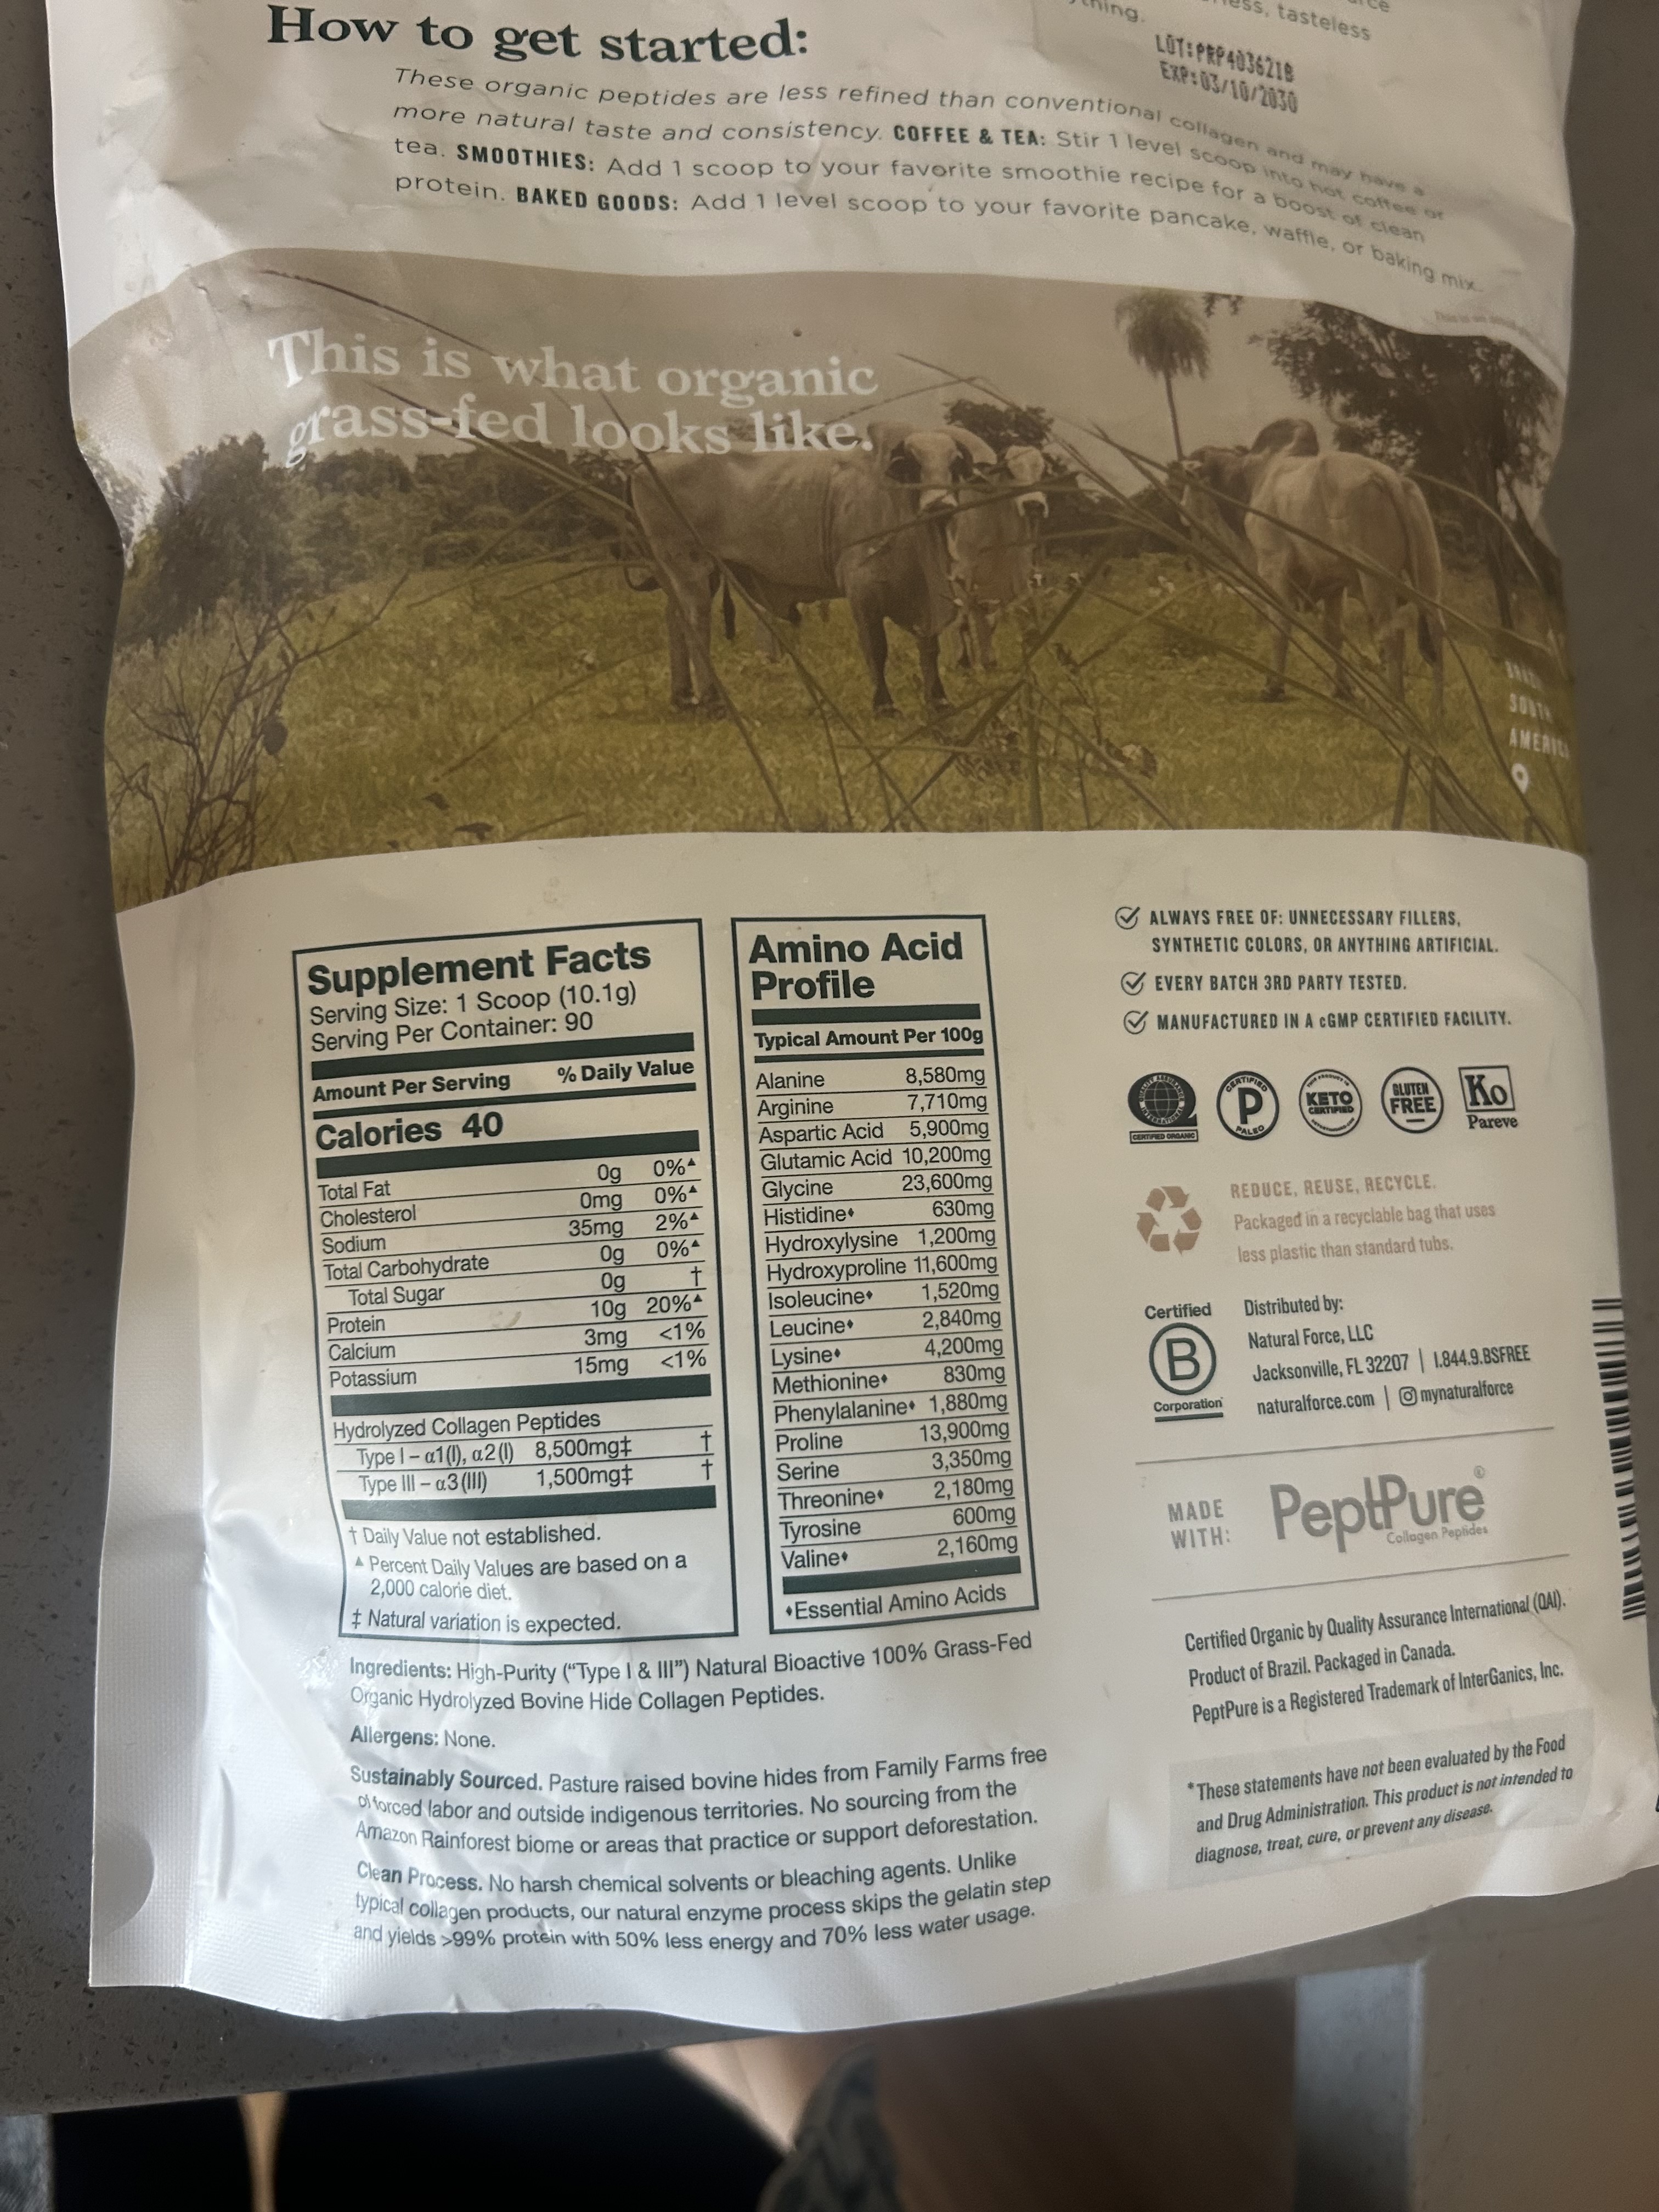 ything.
ness, tasteless
LOT:PRP403621B
EXP:03/10/2030
How to get started:
These organic peptides are less refined than conventional collagen and may have a
more natural taste and consistency. COFFEE & TEA: Stir 1 level scoop into hot coffee or
tea. SMOOTHIES: Add 1 scoop to your favorite smoothie recipe for a boost of clean
protein. BAKED GOODS: Add 1 level scoop to your favorite pancake, waffle, or baking mix.
This is what organic
grass-fed looks like.
SOUTH
AMERICA
Supplement Facts
Serving Size: 1 Scoop (10.1g)
Serving Per Container: 90
Amount Per Serving % Daily Value
Calories 40
Total Fat 0g 0%▲
Cholesterol 0mg 0%▲
Sodium 35mg 2%▲
Total Carbohydrate 0g 0%▲
Total Sugar 0g †
Protein 10g 20%▲
Calcium 3mg <1%
Potassium 15mg <1%
Hydrolyzed Collagen Peptides
Type I – α1(I), α2(I) 8,500mg‡ †
Type III – α3(III) 1,500mg‡ †
† Daily Value not established.
▲ Percent Daily Values are based on a
2,000 calorie diet.
‡ Natural variation is expected.
Amino Acid
Profile
Typical Amount Per 100g
Alanine 8,580mg
Arginine 7,710mg
Aspartic Acid 5,900mg
Glutamic Acid 10,200mg
Glycine 23,600mg
Histidine♦ 630mg
Hydroxylysine 1,200mg
Hydroxyproline 11,600mg
Isoleucine♦ 1,520mg
Leucine♦ 2,840mg
Lysine♦ 4,200mg
Methionine♦ 830mg
Phenylalanine♦ 1,880mg
Proline 13,900mg
Serine 3,350mg
Threonine♦ 2,180mg
Tyrosine 600mg
Valine♦ 2,160mg
♦Essential Amino Acids
Ingredients: High-Purity (“Type I & III”) Natural Bioactive 100% Grass-Fed
Organic Hydrolyzed Bovine Hide Collagen Peptides.
Allergens: None.
Sustainably Sourced. Pasture raised bovine hides from Family Farms free
of forced labor and outside indigenous territories. No sourcing from the
Amazon Rainforest biome or areas that practice or support deforestation.
Clean Process. No harsh chemical solvents or bleaching agents. Unlike
typical collagen products, our natural enzyme process skips the gelatin step
and yields >99% protein with 50% less energy and 70% less water usage.
ALWAYS FREE OF: UNNECESSARY FILLERS,
SYNTHETIC COLORS, OR ANYTHING ARTIFICIAL.
EVERY BATCH 3RD PARTY TESTED.
MANUFACTURED IN A cGMP CERTIFIED FACILITY.
CERTIFIED ORGANIC
CERTIFIED P PALEO
KETO CERTIFIED
GLUTEN FREE
Ko Pareve
REDUCE, REUSE, RECYCLE.
Packaged in a recyclable bag that uses
less plastic than standard tubs.
Certified
B
Corporation
Distributed by:
Natural Force, LLC
Jacksonville, FL 32207 | 1.844.9.BSFREE
naturalforce.com | mynaturalforce
MADE
WITH:
PeptPure®
Collagen Peptides
Certified Organic by Quality Assurance International (QAI).
Product of Brazil. Packaged in Canada.
PeptPure is a Registered Trademark of InterGanics, Inc.
*These statements have not been evaluated by the Food
and Drug Administration. This product is not intended to
diagnose, treat, cure, or prevent any disease.